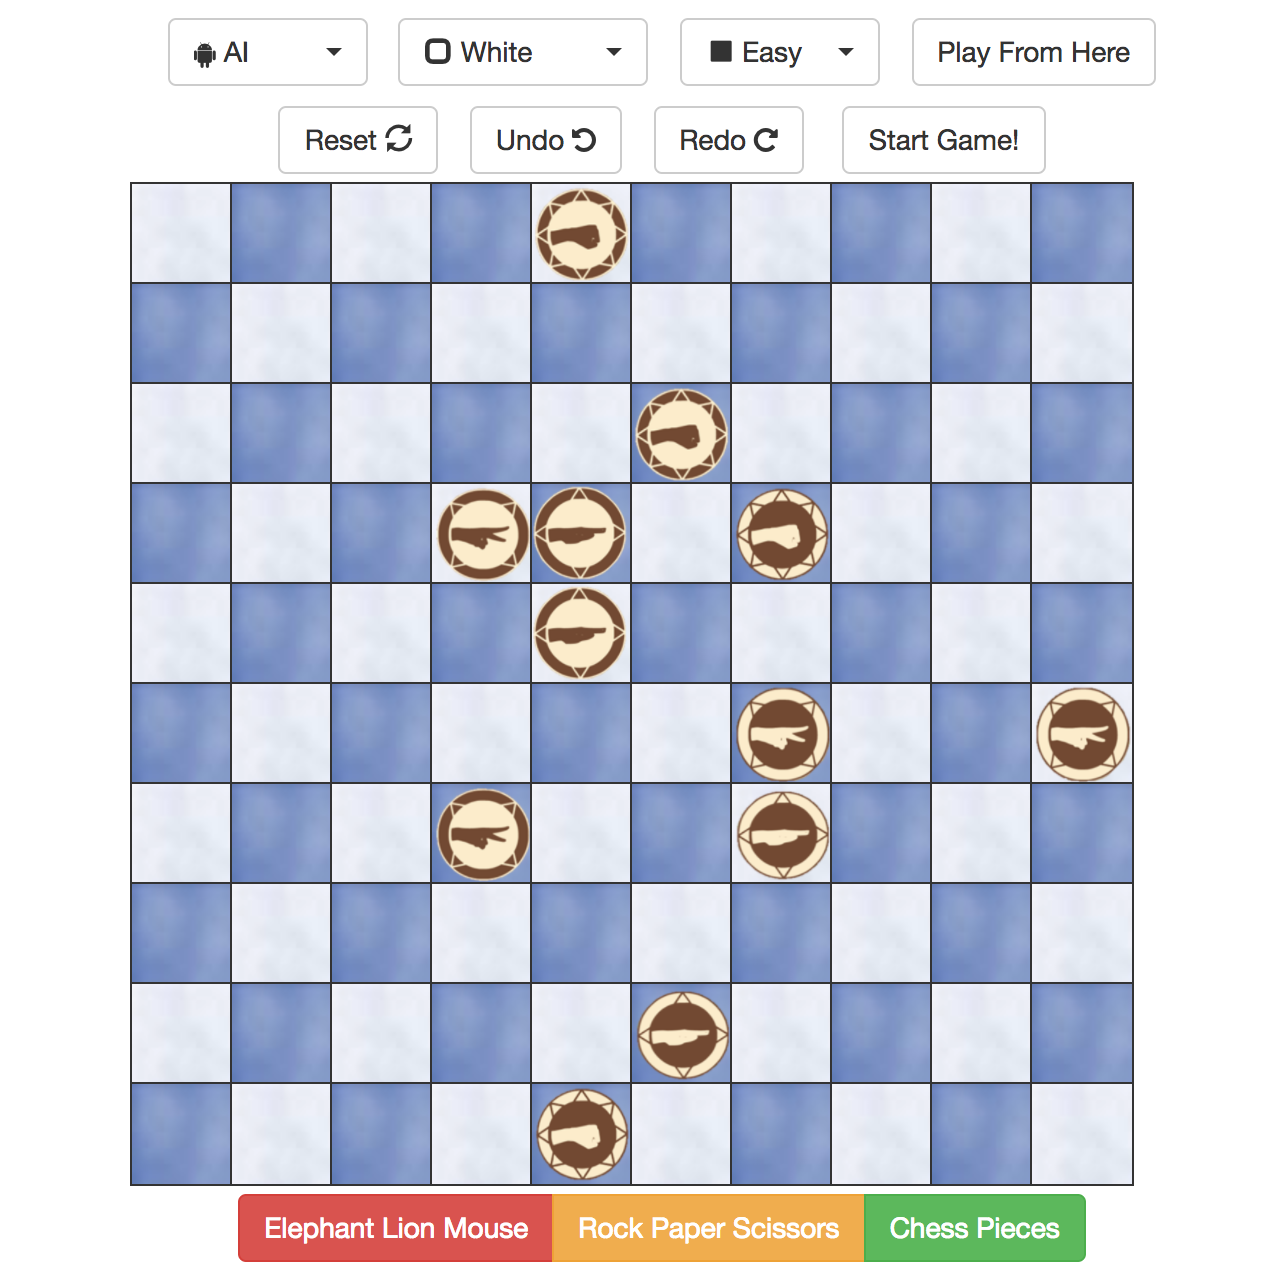 AI White Easy Play From Here
Reset Undo Redo Start Game!
Elephant Lion Mouse Rock Paper Scissors Chess Pieces